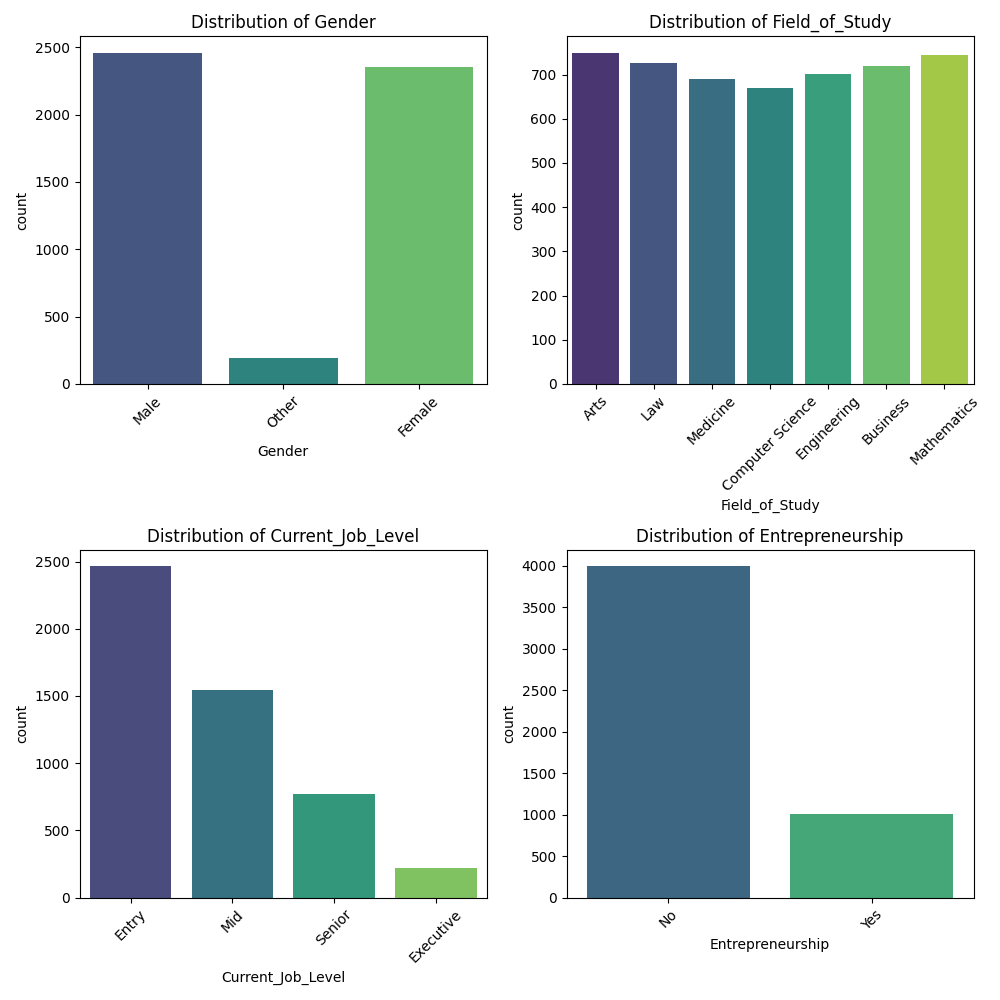 Distribution of Gender
2500
2000
1500
1000
500
0
count
Male
Other
Female
Gender
Distribution of Field_of_Study
700
600
500
400
300
200
100
0
count
Arts
Law
Medicine
Computer Science
Engineering
Business
Mathematics
Field_of_Study
Distribution of Current_Job_Level
2500
2000
1500
1000
500
0
count
Entry
Mid
Senior
Executive
Current_Job_Level
Distribution of Entrepreneurship
4000
3500
3000
2500
2000
1500
1000
500
0
count
No
Yes
Entrepreneurship